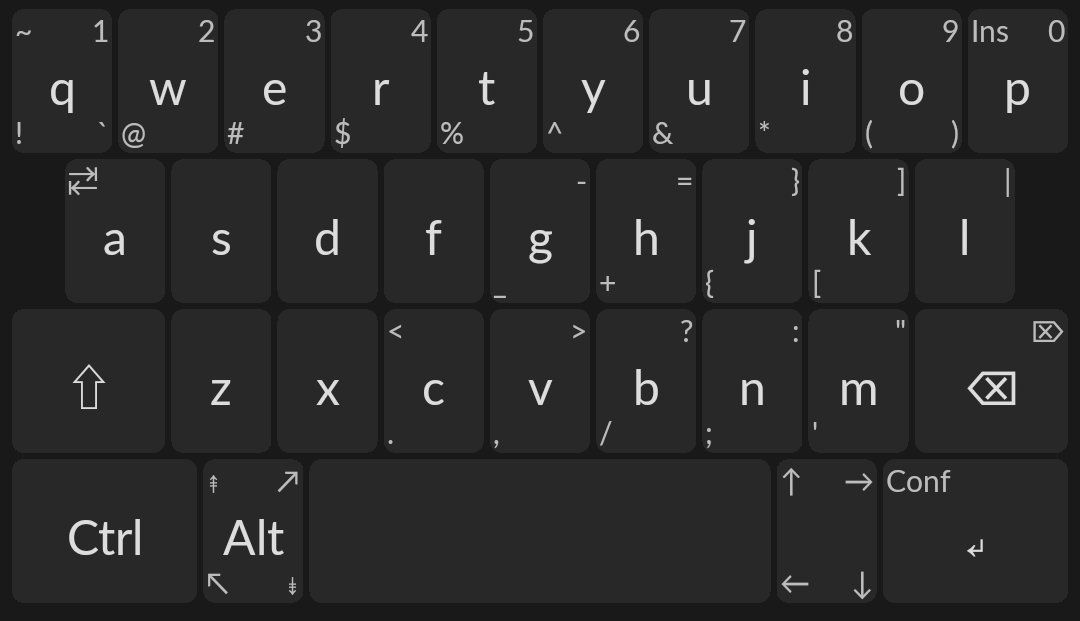 ~ 1 2 3 4 5 6 7 8 9 Ins 0
q w e r t y u i o p
! ` @ # $ % ^ & * ( )
⇥ - = } ] |
a s d f g h j k l
⇤ _ + { [
< > ? : " ⌦
⇧ z x c v b n m ⌫
. , / ; '
⇞ ↗ ↑ → Conf
Ctrl Alt ↵
↖ ⇟ ← ↓